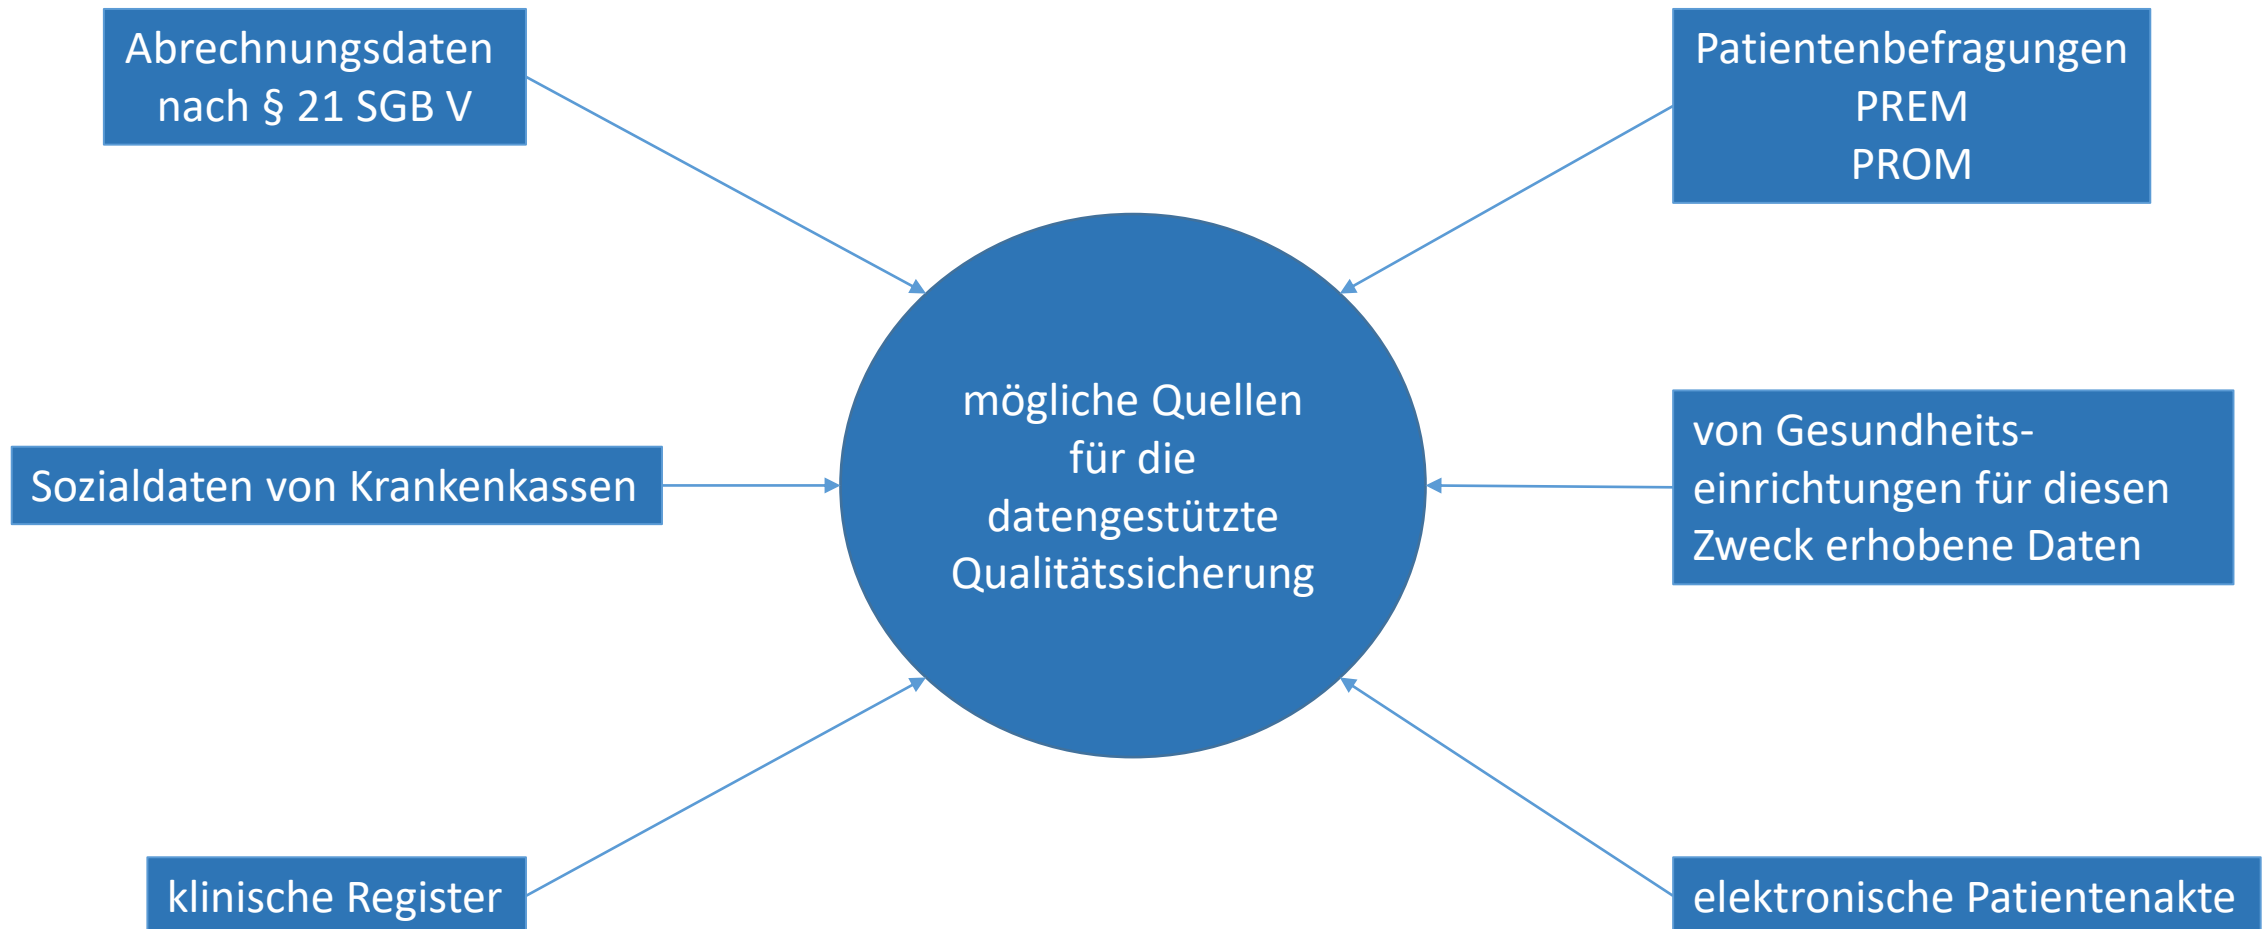 Abrechnungsdaten
nach § 21 SGB V
Patientenbefragungen
PREM
PROM
mögliche Quellen
für die
datengestützte
Qualitätssicherung
Sozialdaten von Krankenkassen
von Gesundheits-
einrichtungen für diesen
Zweck erhobene Daten
klinische Register
elektronische Patientenakte